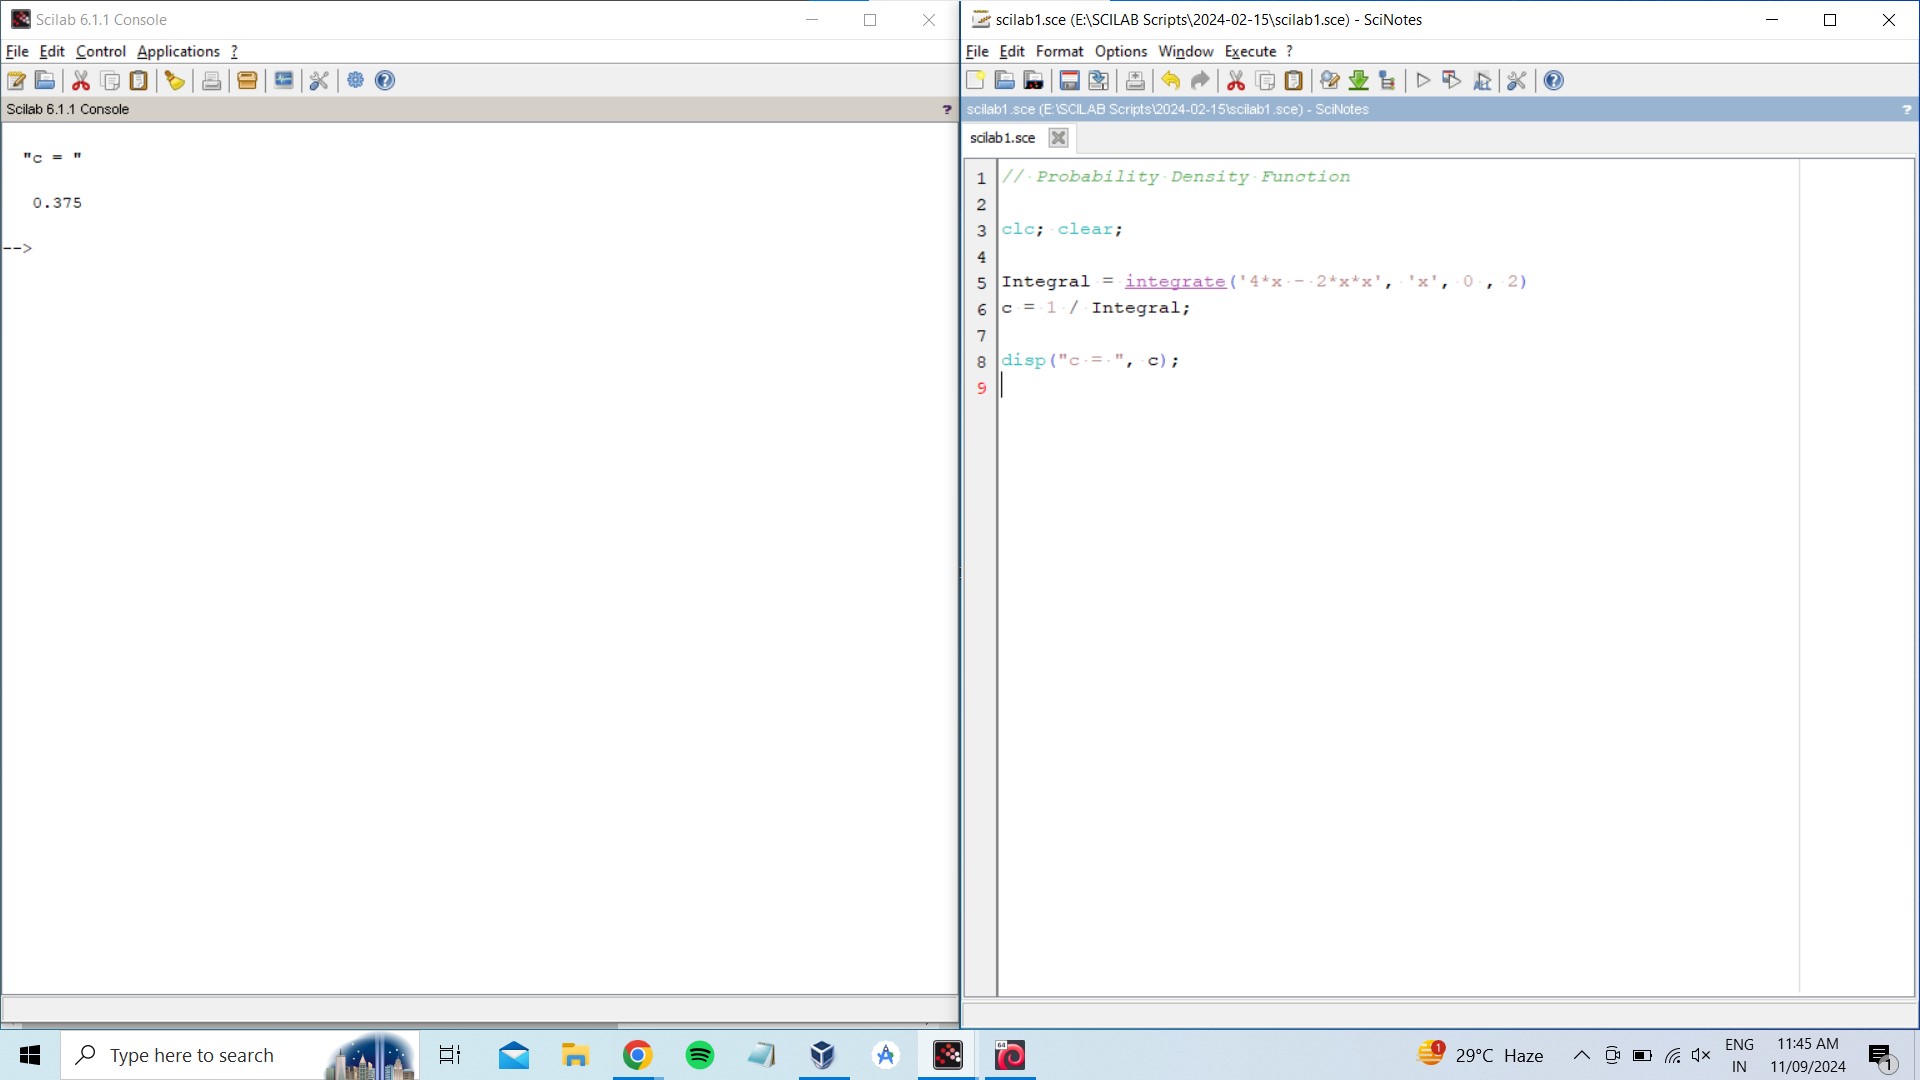 Scilab 6.1.1 Console
File Edit Control Applications ?
Scilab 6.1.1 Console ?
"c = "
0.375
-->
scilab1.sce (E:\SCILAB Scripts\2024-02-15\scilab1.sce) - SciNotes
File Edit Format Options Window Execute ?
scilab1.sce (E:\SCILAB Scripts\2024-02-15\scilab1.sce) - SciNotes ?
scilab1.sce
1 // Probability Density Function
2
3 clc; clear;
4
5 Integral = integrate('4*x - 2*x*x', 'x', 0 , 2)
6 c = 1 / Integral;
7
8 disp("c = ", c);
9
Type here to search
64
1
29°C Haze
ENG
IN
11:45 AM
11/09/2024
1